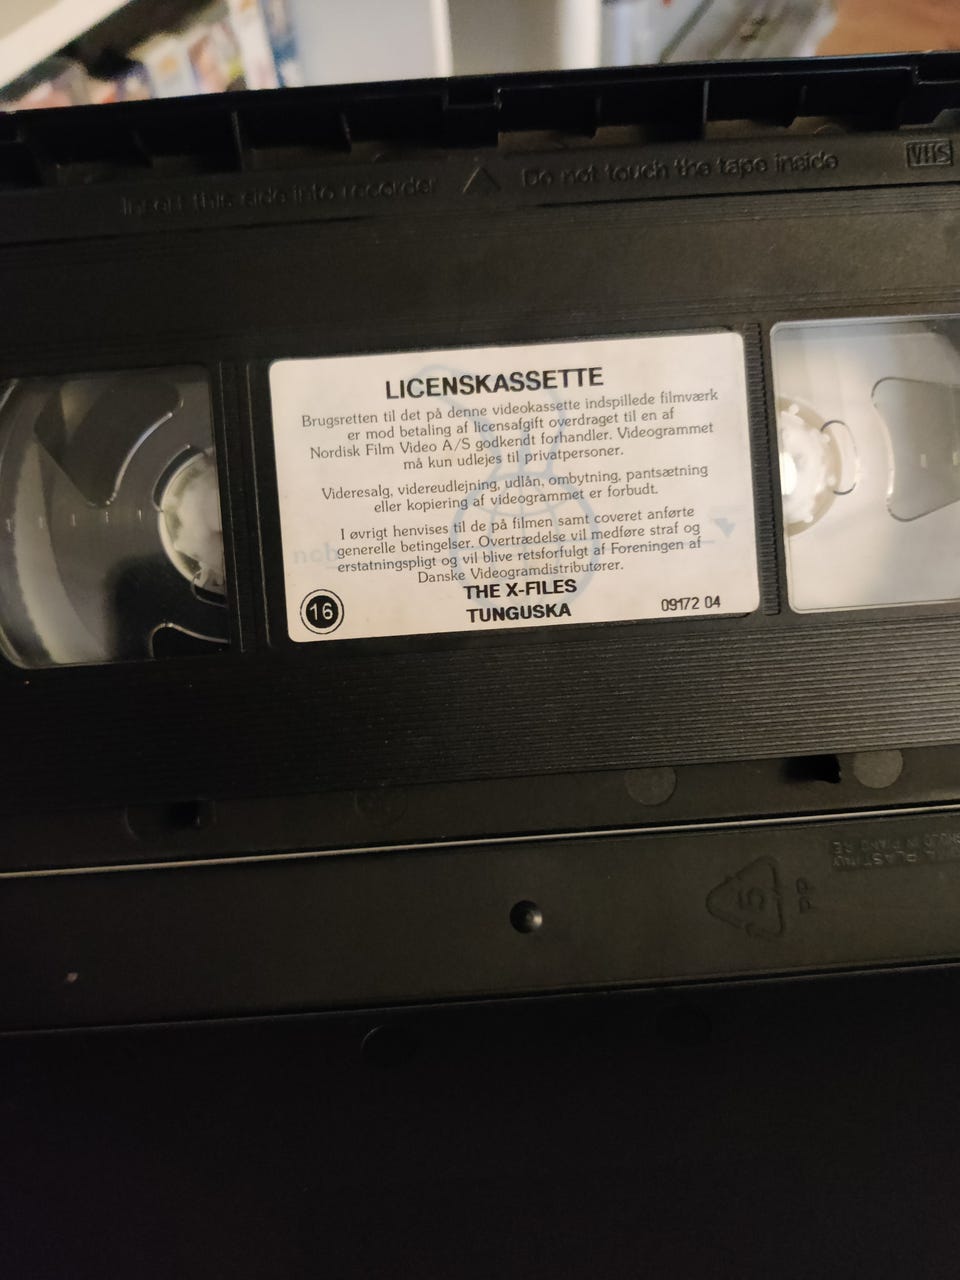 Insert this side into recorder
Do not touch the tape inside
VHS
LICENSKASSETTE
Brugsretten til det på denne videokassette indspillede filmværk
er mod betaling af licensafgift overdraget til en af
Nordisk Film Video A/S godkendt forhandler. Videogrammet
må kun udlejes til privatpersoner.
Videresalg, videreudlejning, udlån, ombytning, pantsætning
eller kopiering af videogrammet er forbudt.
I øvrigt henvises til de på filmen samt coveret anførte
generelle betingelser. Overtrædelse vil medføre straf og
erstatningspligt og vil blive retsforfulgt af Foreningen af
Danske Videogramdistributører.
THE X-FILES
TUNGUSKA
16
09172 04
5
PP